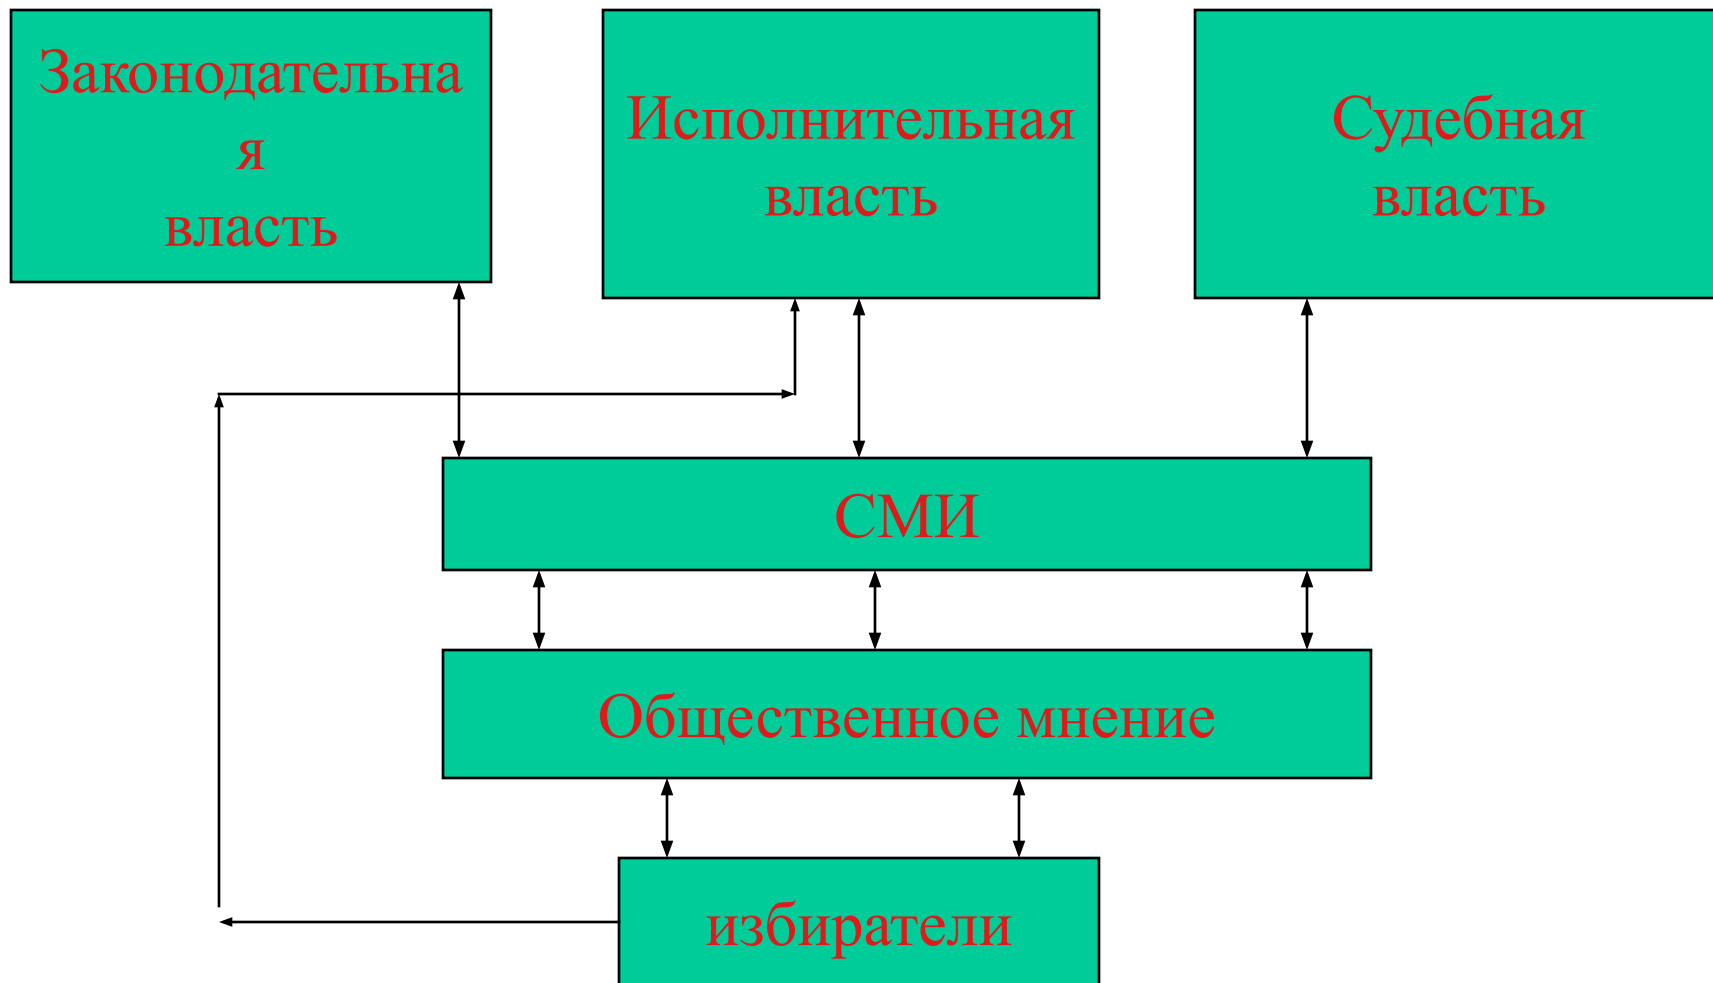 Законодательна
я
власть
Исполнительная
власть
Судебная
власть
СМИ
Общественное мнение
избиратели